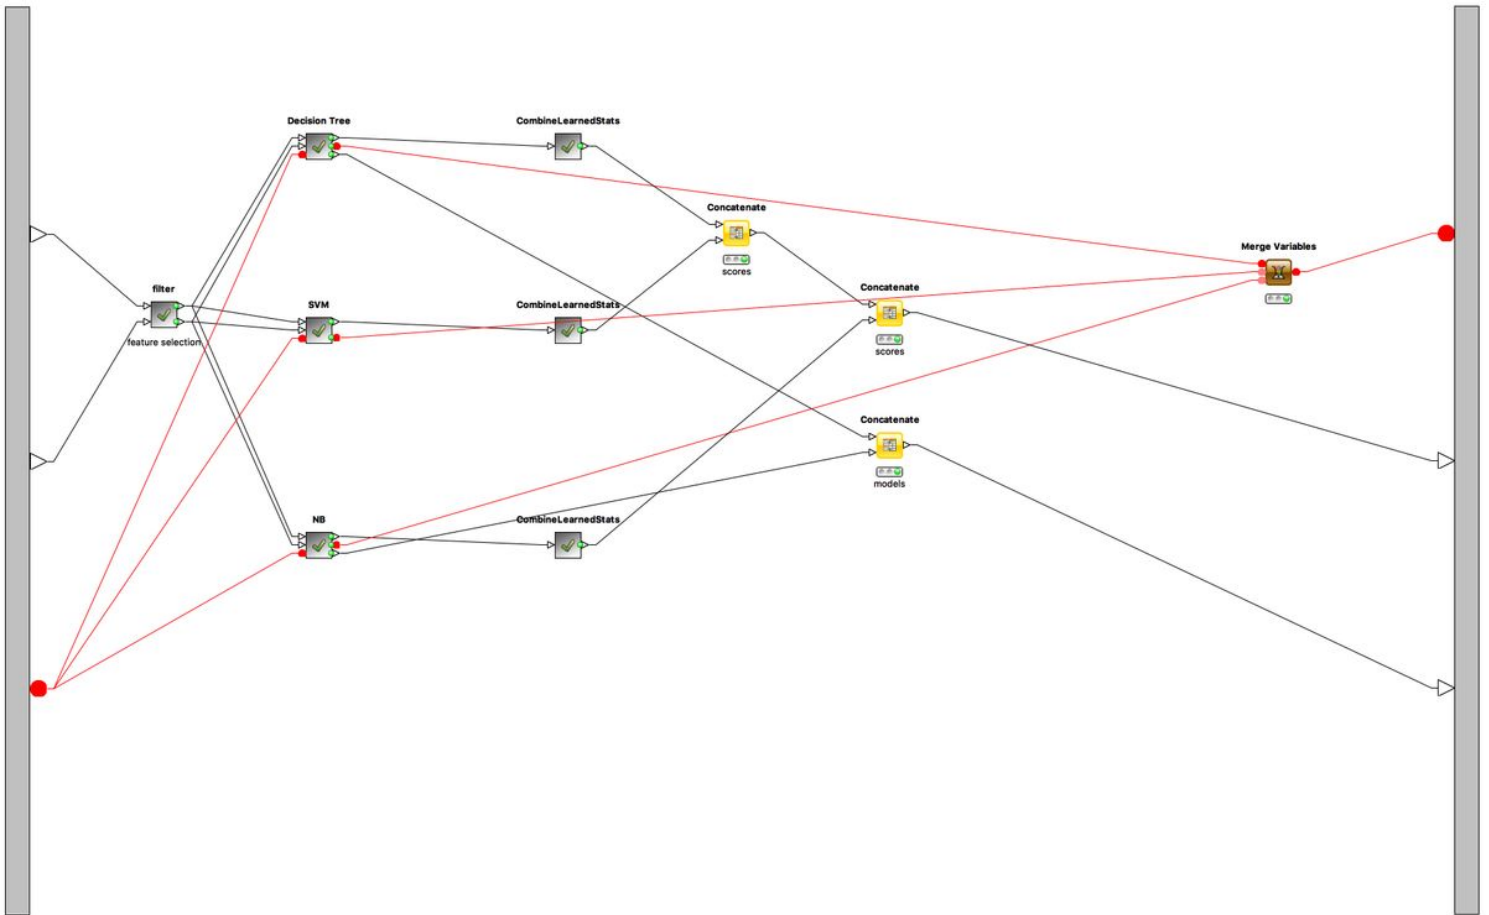 Decision Tree
CombineLearnedStats
Concatenate
scores
Merge Variables
filter
feature selection
SVM
CombineLearnedStats
Concatenate
scores
Concatenate
models
NB
CombineLearnedStats